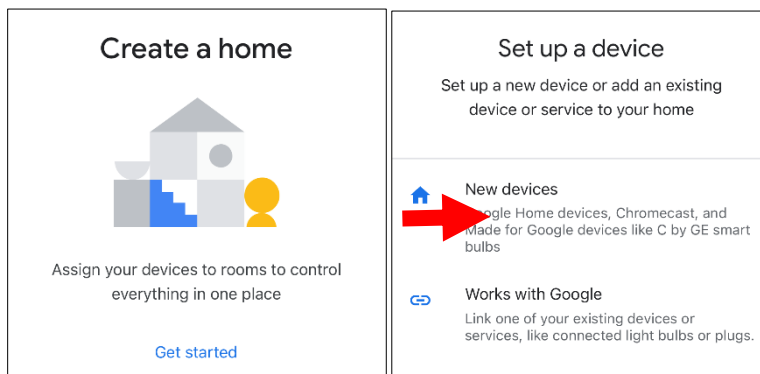 Create a home
Assign your devices to rooms to control
everything in one place
Get started
Set up a device
Set up a new device or add an existing
device or service to your home
New devices
Home devices, Chromecast, and
Made for Google devices like C by GE smart
bulbs
Works with Google
Link one of your existing devices or
services, like connected light bulbs or plugs.